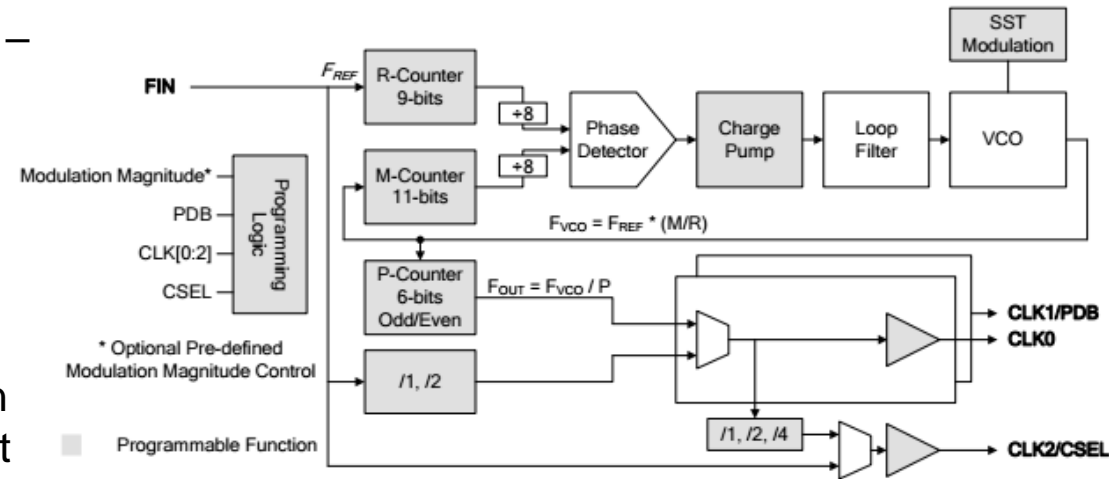 –
SST
Modulation
FIN
FREF
R-Counter
9-bits
÷8
Phase
Detector
Charge
Pump
Loop
Filter
VCO
÷8
M-Counter
11-bits
Modulation Magnitude*
PDB
CLK[0:2]
CSEL
Programming
Logic
FVCO = FREF * (M/R)
P-Counter
6-bits
Odd/Even
FOUT = FVCO / P
CLK1/PDB
CLK0
* Optional Pre-defined
Modulation Magnitude Control
/1, /2
n
t
Programmable Function
/1, /2, /4
CLK2/CSEL